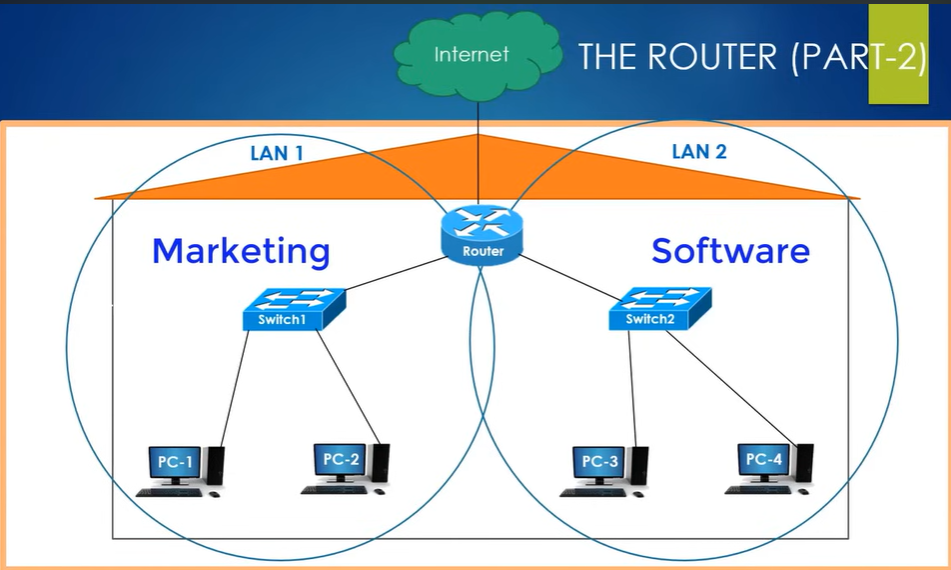 Internet
THE ROUTER (PART-2)
LAN 1
LAN 2
Marketing
Router
Software
Switch1
Switch2
PC-1
PC-2
PC-3
PC-4